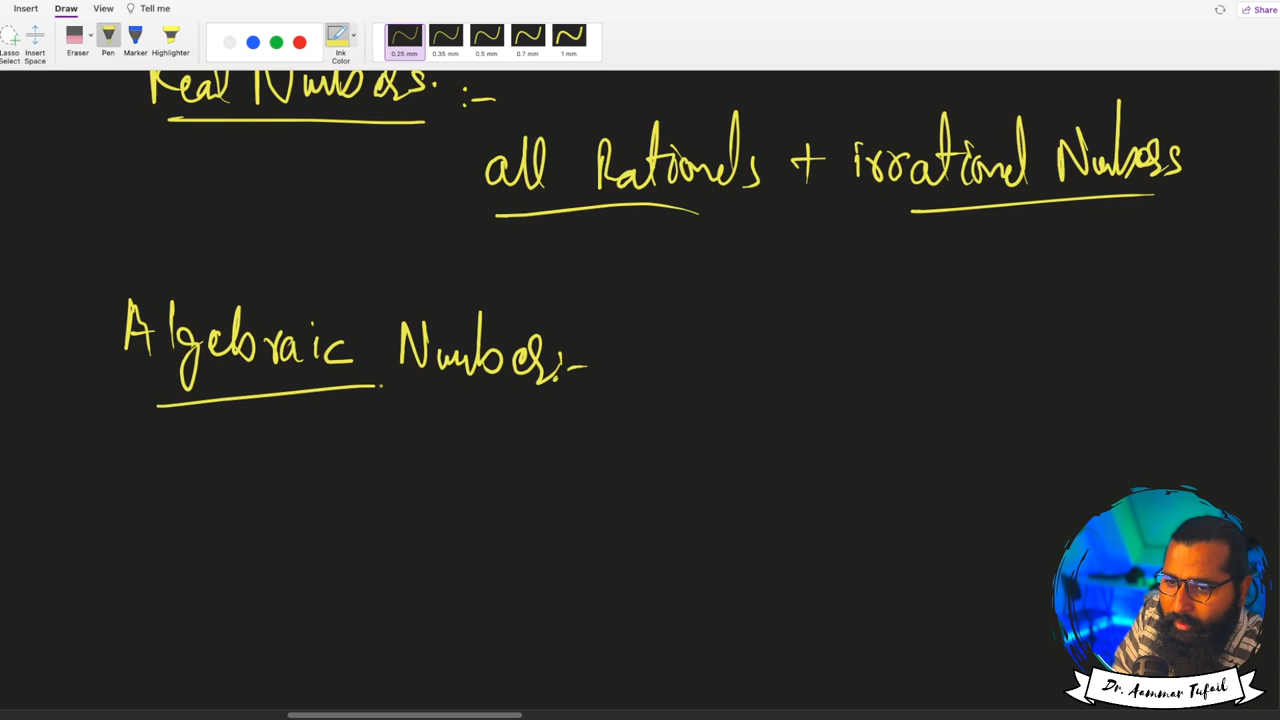 Insert Draw View Tell me Share
Lasso Select
Insert Space
Eraser
Pen
Marker
Highlighter
Ink Color
0.25 mm
0.35 mm
0.5 mm
0.7 mm
1 mm
Real Numbers. :-
all Rationals + irrational Numbers
Algebraic Number:-
Dr. Aammar Tufail